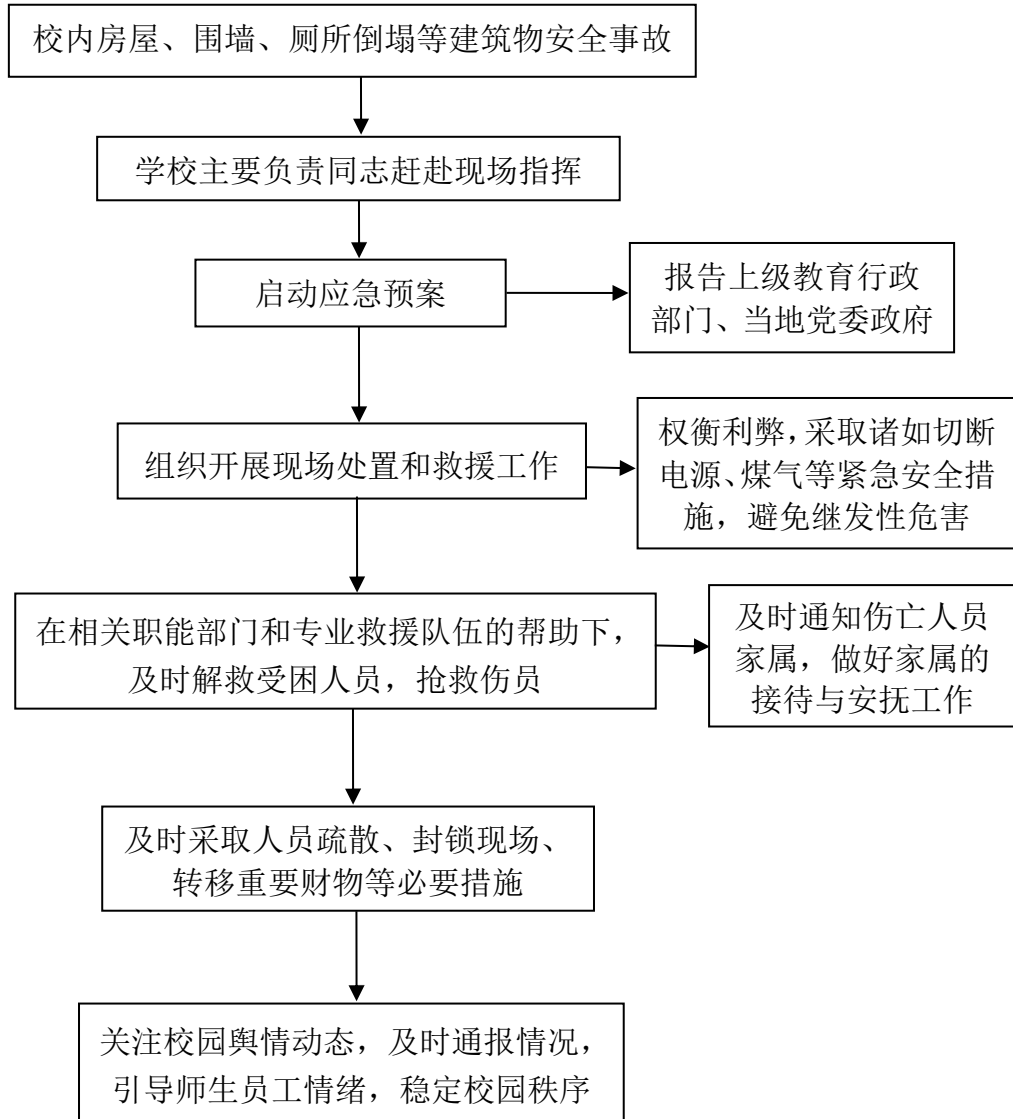 校内房屋、围墙、厕所倒塌等建筑物安全事故
学校主要负责同志赶赴现场指挥
启动应急预案
报告上级教育行政
部门、当地党委政府
组织开展现场处置和救援工作
权衡利弊，采取诸如切断
电源、煤气等紧急安全措
施，避免继发性危害
在相关职能部门和专业救援队伍的帮助下，
及时解救受困人员，抢救伤员
及时通知伤亡人员
家属，做好家属的
接待与安抚工作
及时采取人员疏散、封锁现场、
转移重要财物等必要措施
关注校园舆情动态，及时通报情况，
引导师生员工情绪，稳定校园秩序